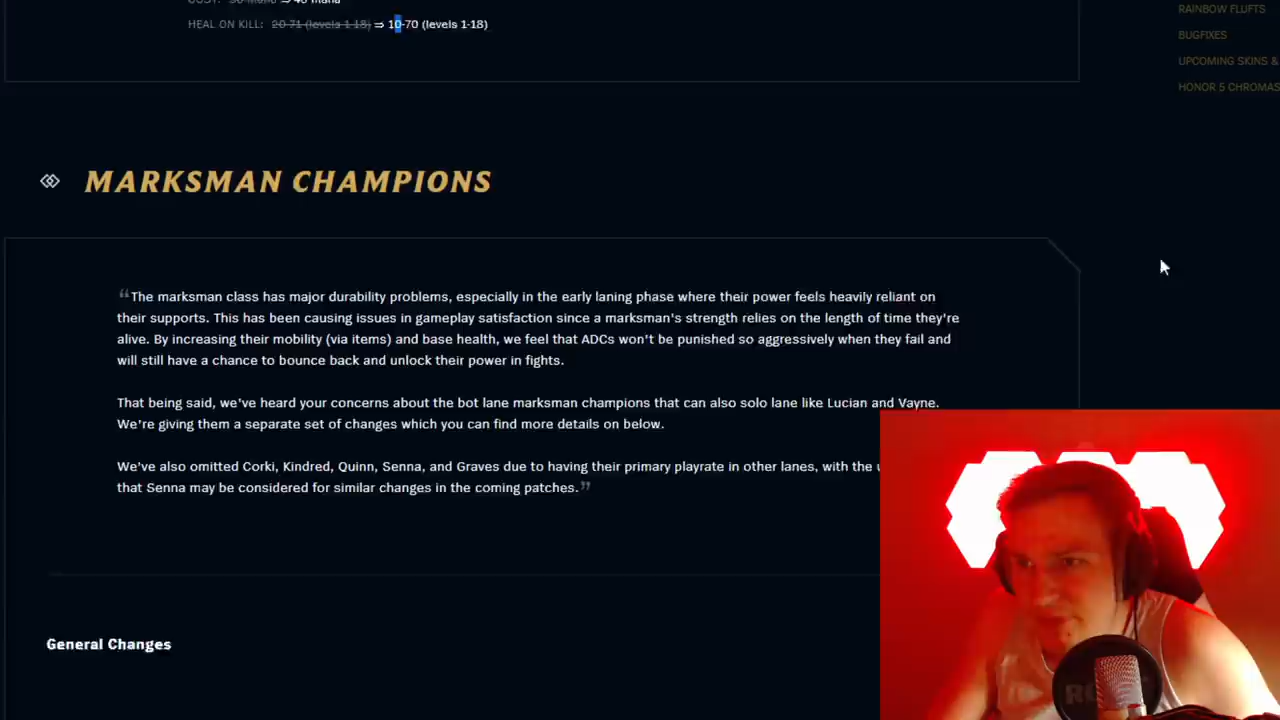 HEAL ON KILL: 20-71 (levels 1-18) ⇒ 10-70 (levels 1-18)
RAINBOW FLUFTS
BUGFIXES
UPCOMING SKINS &
HONOR 5 CHROMAS
MARKSMAN CHAMPIONS
“The marksman class has major durability problems, especially in the early laning phase where their power feels heavily reliant on
their supports. This has been causing issues in gameplay satisfaction since a marksman's strength relies on the length of time they're
alive. By increasing their mobility (via items) and base health, we feel that ADCs won't be punished so aggressively when they fail and
will still have a chance to bounce back and unlock their power in fights.
That being said, we've heard your concerns about the bot lane marksman champions that can also solo lane like Lucian and Vayne.
We're giving them a separate set of changes which you can find more details on below.
We've also omitted Corki, Kindred, Quinn, Senna, and Graves due to having their primary playrate in other lanes, with the
that Senna may be considered for similar changes in the coming patches.”
General Changes